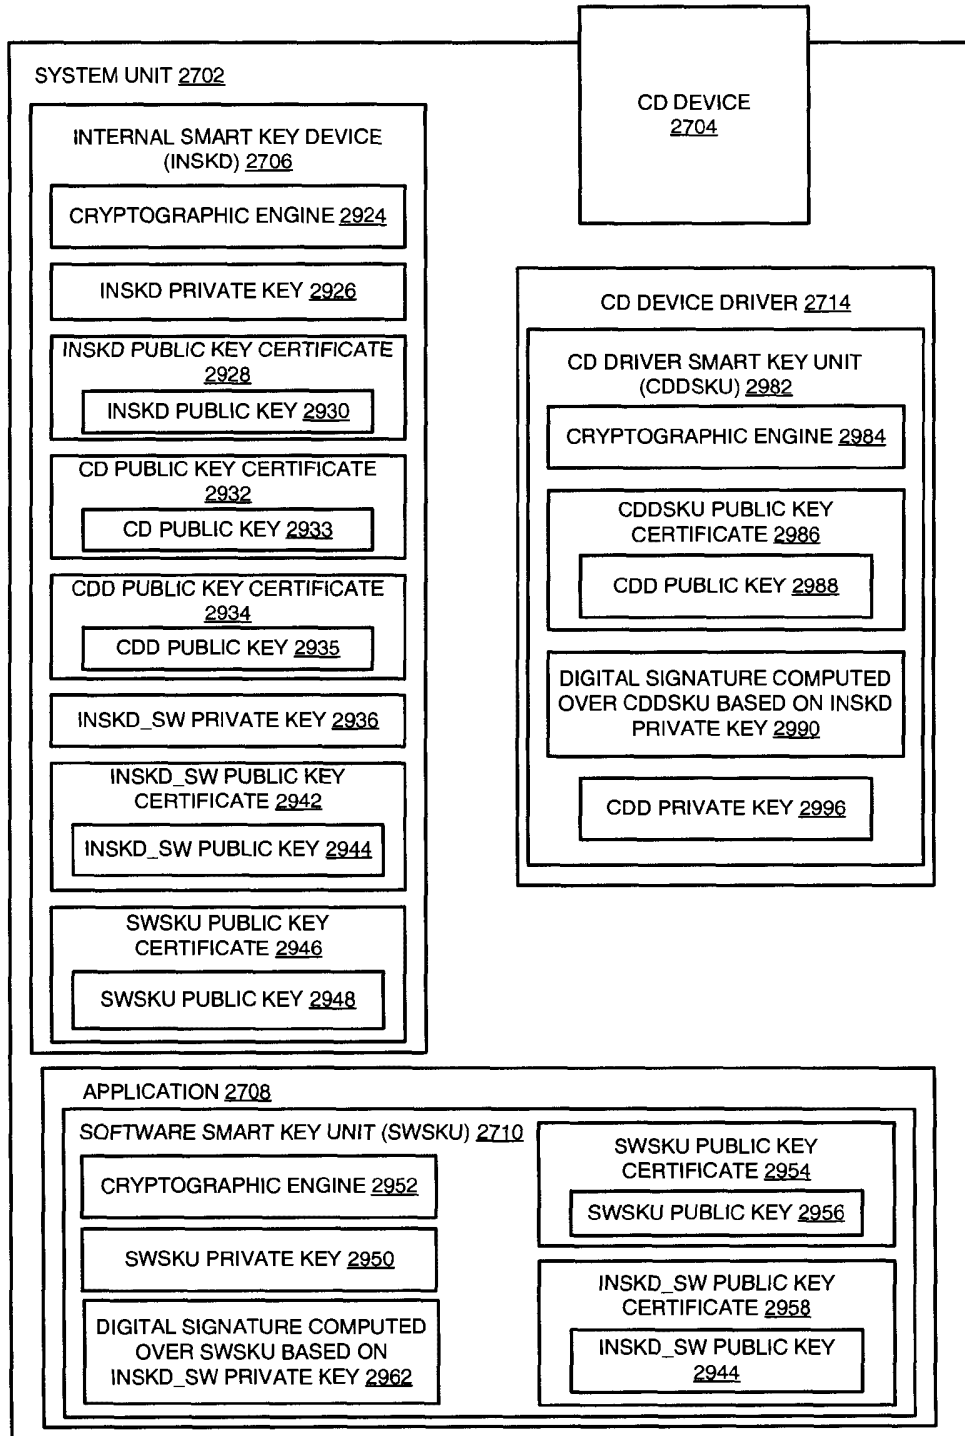 SYSTEM UNIT 2702
CD DEVICE
2704
INTERNAL SMART KEY DEVICE
(INSKD) 2706
CRYPTOGRAPHIC ENGINE 2924
INSKD PRIVATE KEY 2926
INSKD PUBLIC KEY CERTIFICATE
2928
INSKD PUBLIC KEY 2930
CD PUBLIC KEY CERTIFICATE
2932
CD PUBLIC KEY 2933
CDD PUBLIC KEY CERTIFICATE
2934
CDD PUBLIC KEY 2935
INSKD_SW PRIVATE KEY 2936
INSKD_SW PUBLIC KEY
CERTIFICATE 2942
INSKD_SW PUBLIC KEY 2944
SWSKU PUBLIC KEY
CERTIFICATE 2946
SWSKU PUBLIC KEY 2948
CD DEVICE DRIVER 2714
CD DRIVER SMART KEY UNIT
(CDDSKU) 2982
CRYPTOGRAPHIC ENGINE 2984
CDDSKU PUBLIC KEY
CERTIFICATE 2986
CDD PUBLIC KEY 2988
DIGITAL SIGNATURE COMPUTED
OVER CDDSKU BASED ON INSKD
PRIVATE KEY 2990
CDD PRIVATE KEY 2996
APPLICATION 2708
SOFTWARE SMART KEY UNIT (SWSKU) 2710
CRYPTOGRAPHIC ENGINE 2952
SWSKU PRIVATE KEY 2950
DIGITAL SIGNATURE COMPUTED
OVER SWSKU BASED ON
INSKD_SW PRIVATE KEY 2962
SWSKU PUBLIC KEY
CERTIFICATE 2954
SWSKU PUBLIC KEY 2956
INSKD_SW PUBLIC KEY
CERTIFICATE 2958
INSKD_SW PUBLIC KEY
2944